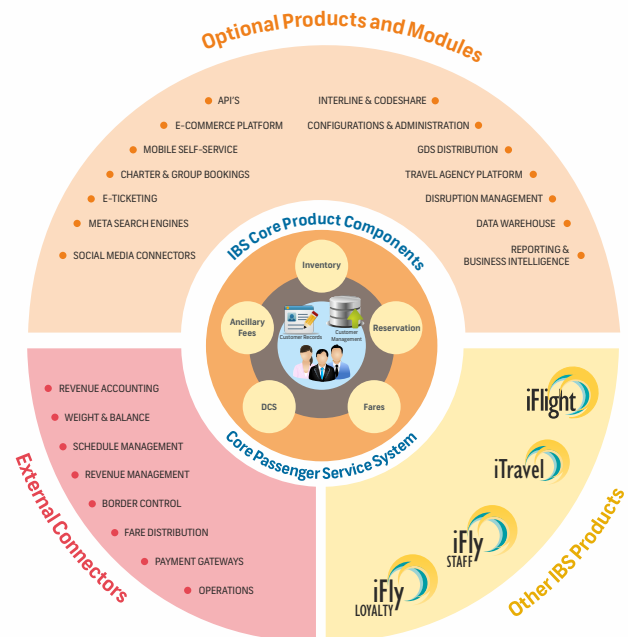 Optional Products and Modules
API'S
E-COMMERCE PLATFORM
MOBILE SELF-SERVICE
CHARTER & GROUP BOOKINGS
E-TICKETING
META SEARCH ENGINES
SOCIAL MEDIA CONNECTORS
INTERLINE & CODESHARE
CONFIGURATIONS & ADMINISTRATION
GDS DISTRIBUTION
TRAVEL AGENCY PLATFORM
DISRUPTION MANAGEMENT
DATA WAREHOUSE
REPORTING &
BUSINESS INTELLIGENCE
IBS Core Product Components
Inventory
Ancillary
Fees
Reservation
Customer Records
Customer
Management
DCS
Fares
Core Passenger Service System
External Connectors
REVENUE ACCOUNTING
WEIGHT & BALANCE
SCHEDULE MANAGEMENT
REVENUE MANAGEMENT
BORDER CONTROL
FARE DISTRIBUTION
PAYMENT GATEWAYS
OPERATIONS
iFlight
iTravel
iFly
STAFF
iFly
LOYALTY
Other IBS Products